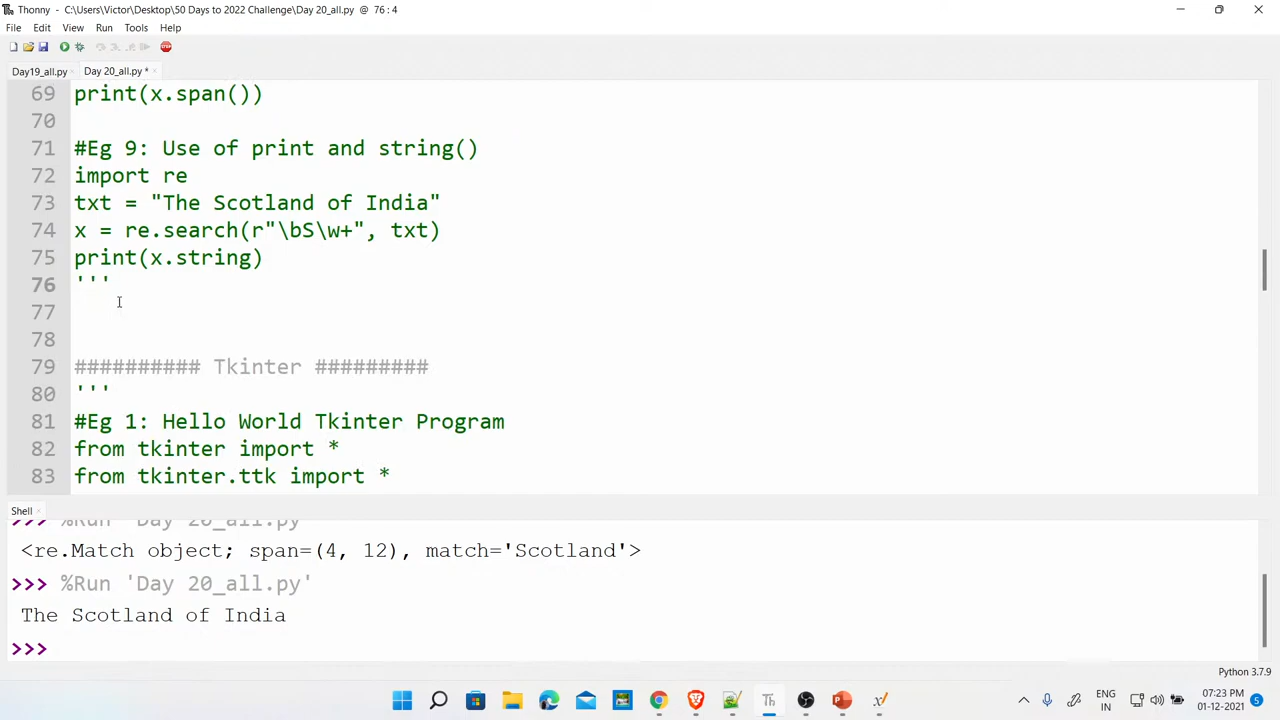 Thonny - C:\Users\Victor\Desktop\50 Days to 2022 Challenge\Day 20_all.py @ 76 : 4
File Edit View Run Tools Help
Day19_all.py × Day 20_all.py * ×
69 print(x.span())
70
71 #Eg 9: Use of print and string()
72 import re
73 txt = "The Scotland of India"
74 x = re.search(r"\bS\w+", txt)
75 print(x.string)
76 '''
77
78
79 ########## Tkinter #########
80 '''
81 #Eg 1: Hello World Tkinter Program
82 from tkinter import *
83 from tkinter.ttk import *
Shell ×
>>> %Run 'Day 20_all.py'
<re.Match object; span=(4, 12), match='Scotland'>
>>> %Run 'Day 20_all.py'
The Scotland of India
>>>
Python 3.7.9
ENG
IN
07:23 PM
01-12-2021
5